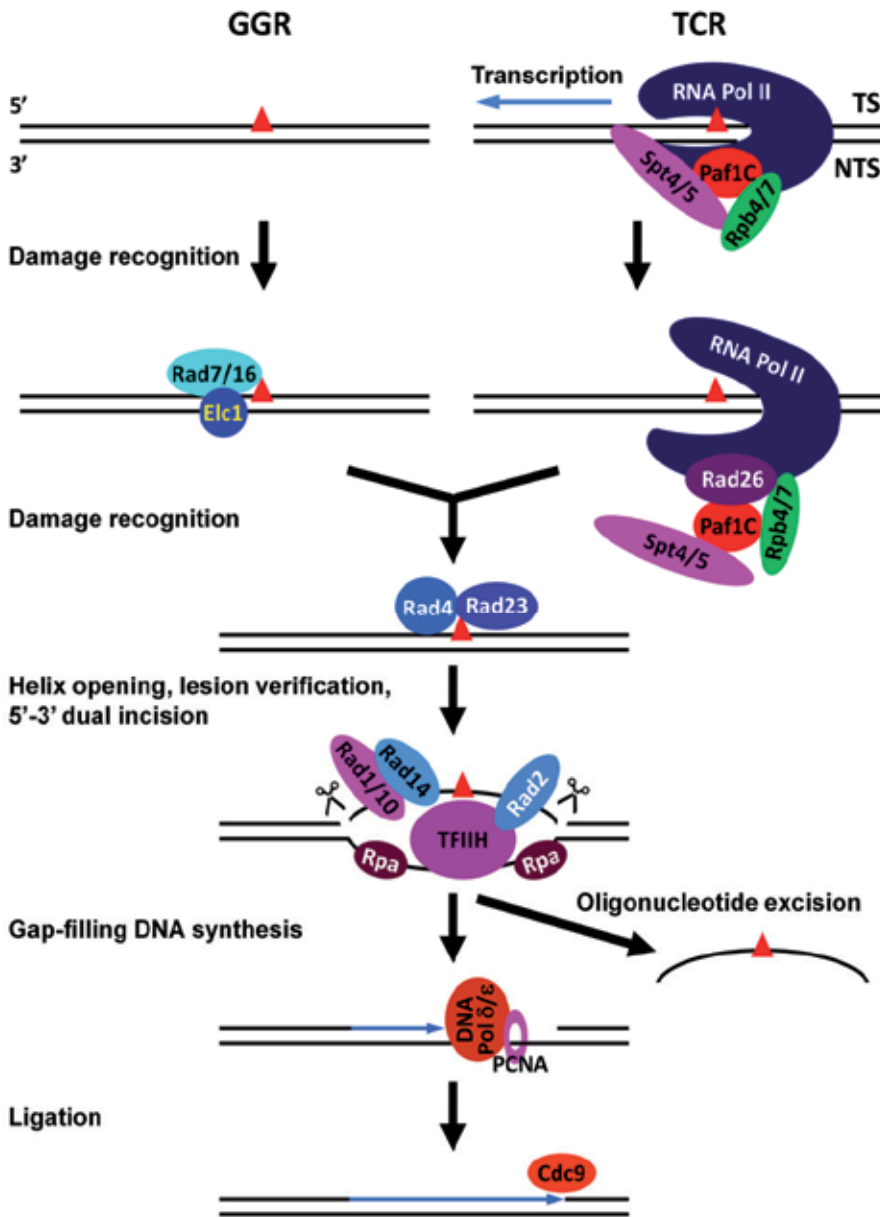 GGR
TCR
Transcription
RNA Pol II
5’
TS
3’
NTS
Spt4/5
Paf1C
Rpb4/7
Damage recognition
Rad7/16
Elc1
RNA Pol II
Rad26
Paf1C
Rpb4/7
Spt4/5
Damage recognition
Rad4
Rad23
Helix opening, lesion verification,
5’-3’ dual incision
Rad1/10
Rad14
Rad2
TFIIH
Rpa
Rpa
Oligonucleotide excision
Gap-filling DNA synthesis
DNA
Pol δ/ε
PCNA
Ligation
Cdc9